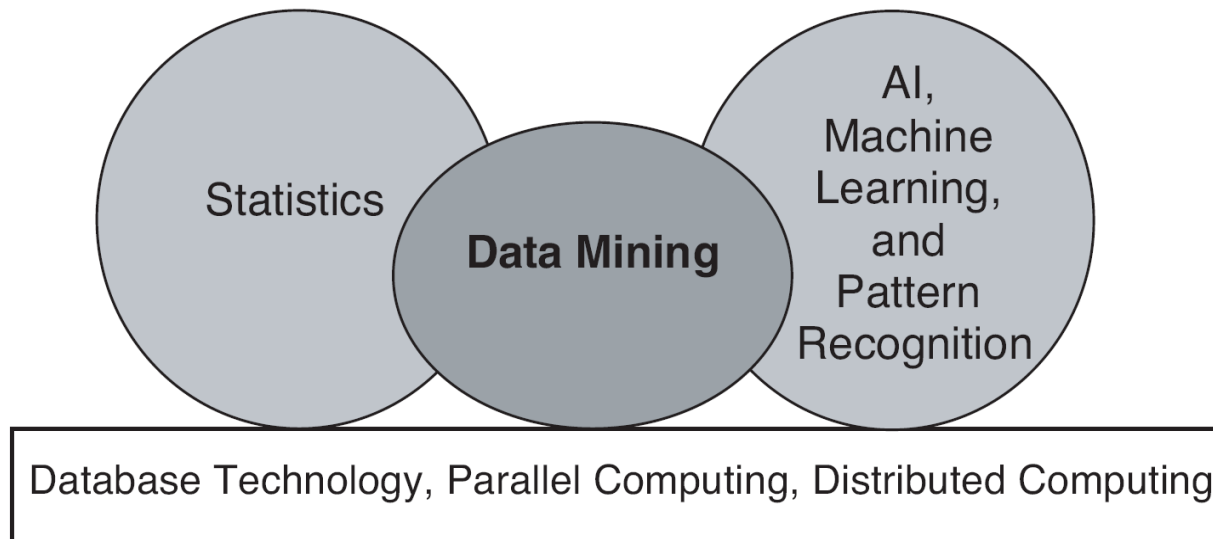 Statistics
Data Mining
AI,
Machine
Learning,
and
Pattern
Recognition
Database Technology, Parallel Computing, Distributed Computing